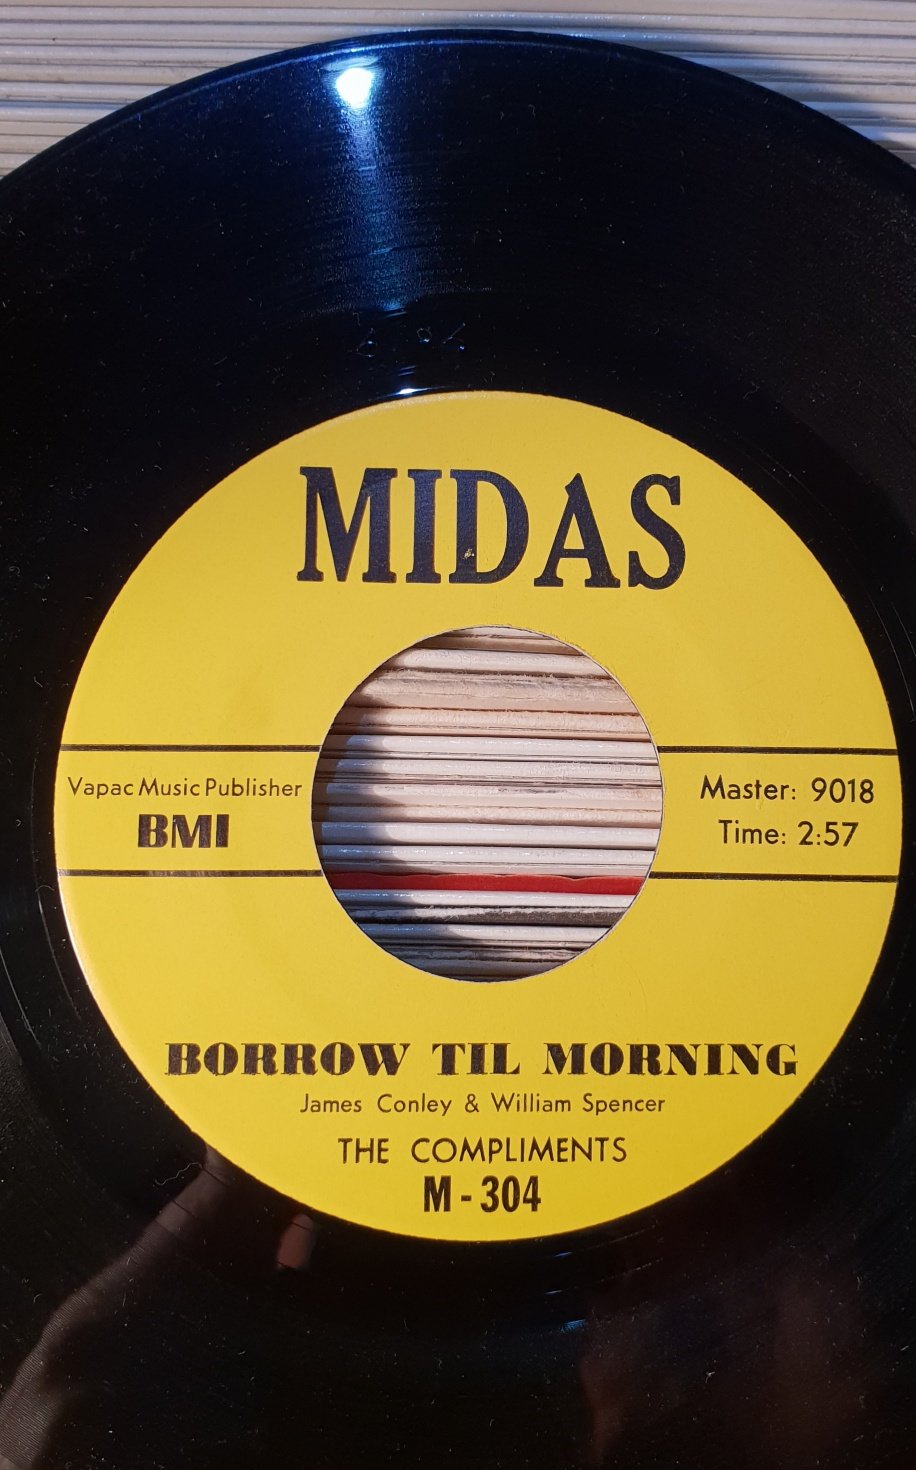 MIDAS
Vapac Music Publisher
BMI
Master: 9018
Time: 2:57
BORROW TIL MORNING
James Conley & William Spencer
THE COMPLIMENTS
M-304